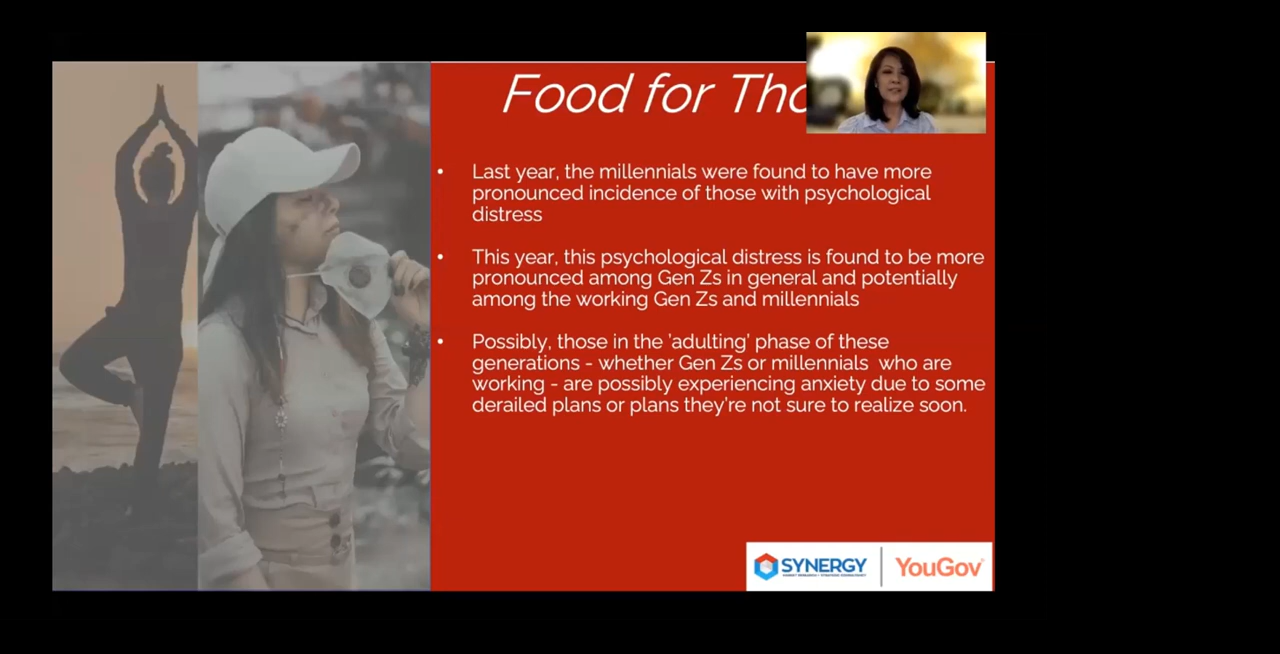 Food for Tho
• Last year, the millennials were found to have more
pronounced incidence of those with psychological
distress
• This year, this psychological distress is found to be more
pronounced among Gen Zs in general and potentially
among the working Gen Zs and millennials
• Possibly, those in the 'adulting' phase of these
generations - whether Gen Zs or millennials who are
working - are possibly experiencing anxiety due to some
derailed plans or plans they're not sure to realize soon.
SYNERGY
MARKET RESEARCH + STRATEGIC CONSULTANCY
YouGov